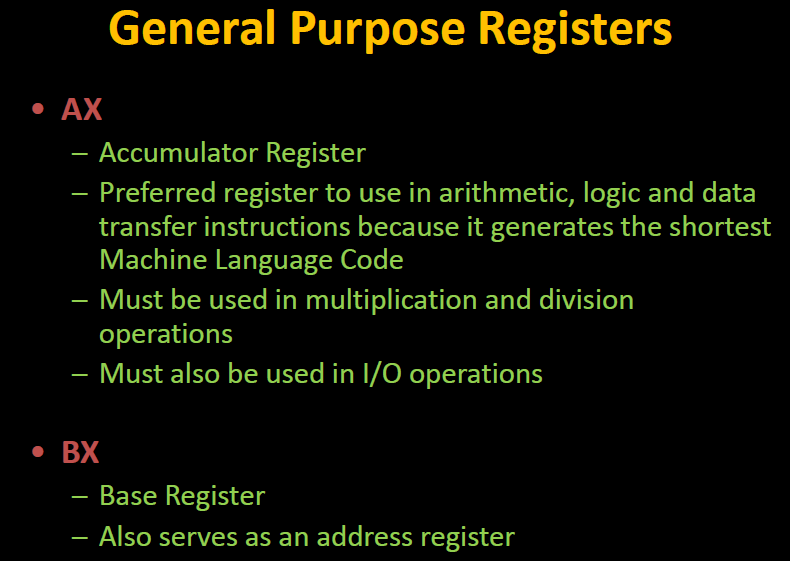 General Purpose Registers
• AX
– Accumulator Register
– Preferred register to use in arithmetic, logic and data
transfer instructions because it generates the shortest
Machine Language Code
– Must be used in multiplication and division
operations
– Must also be used in I/O operations
• BX
– Base Register
– Also serves as an address register